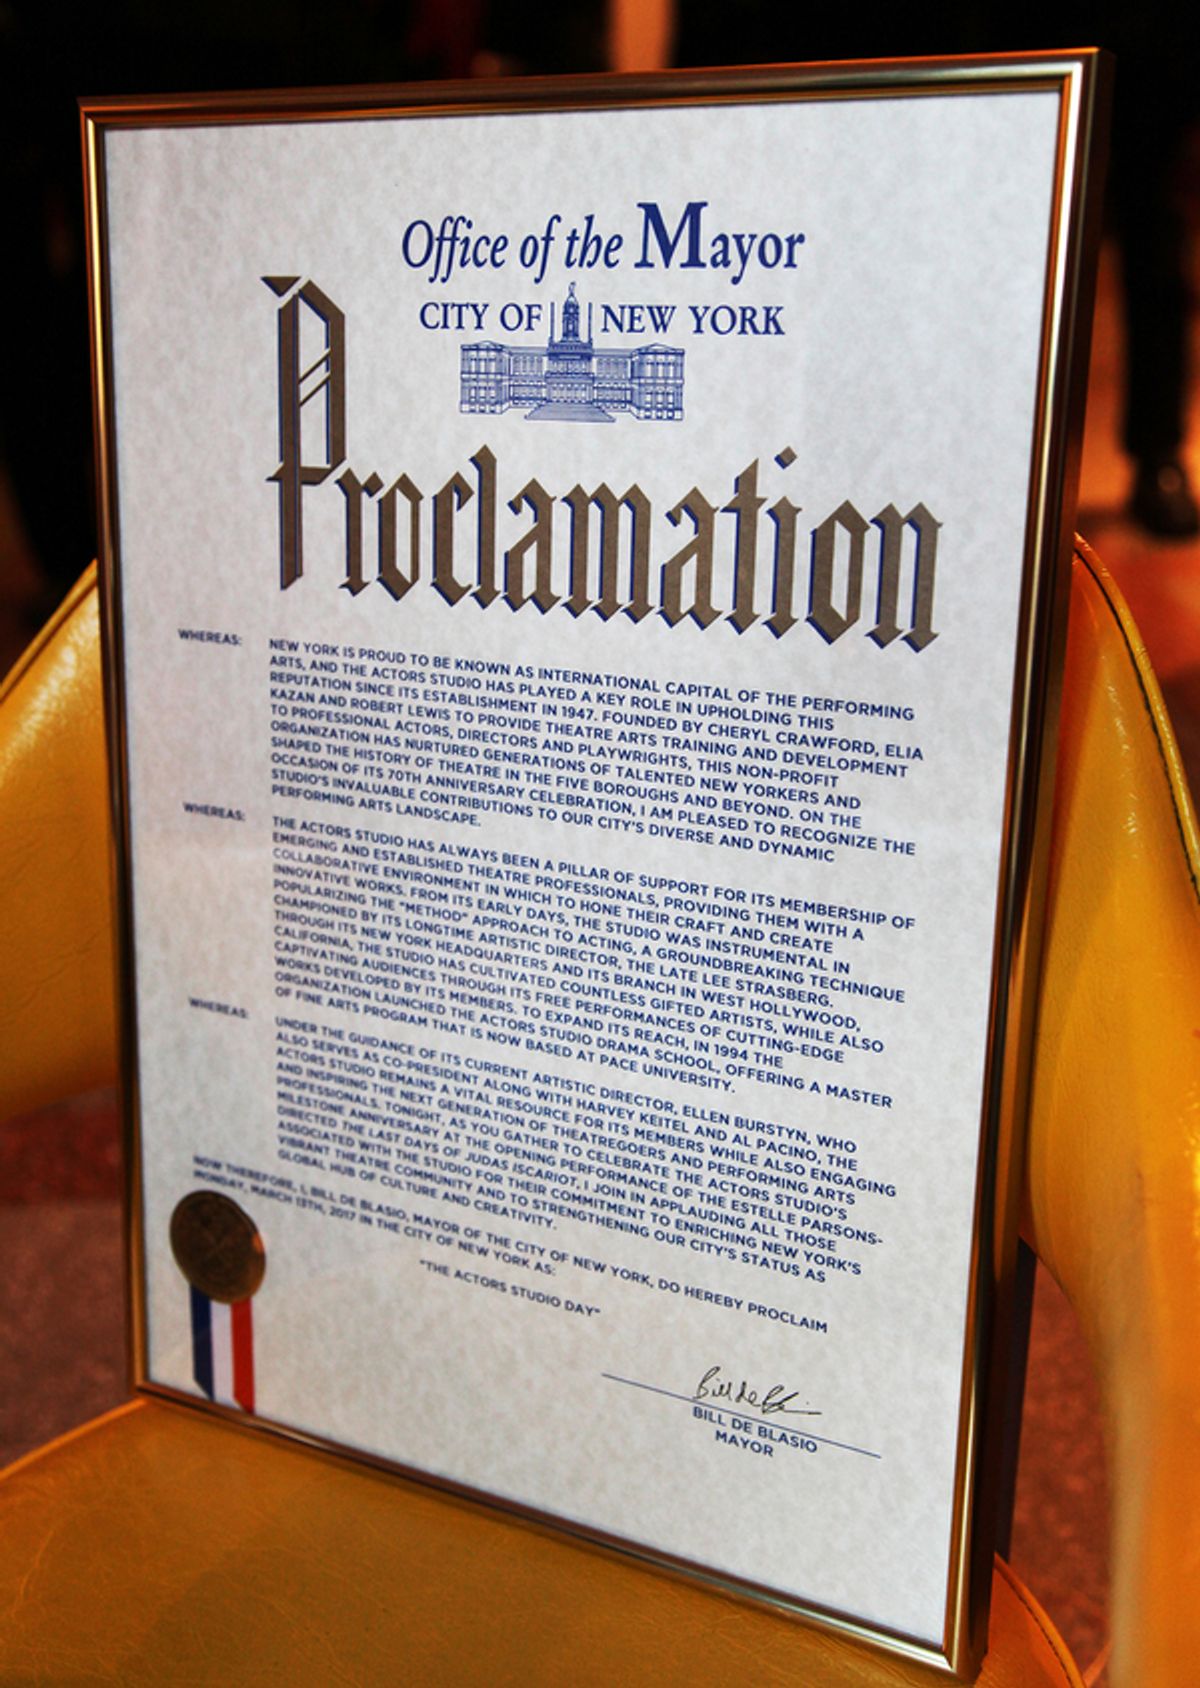 Office of the Mayor
CITY OF NEW YORK
Proclamation
WHEREAS: NEW YORK IS PROUD TO BE KNOWN AS INTERNATIONAL CAPITAL OF THE PERFORMING
ARTS, AND THE ACTORS STUDIO HAS PLAYED A KEY ROLE IN UPHOLDING THIS
REPUTATION SINCE ITS ESTABLISHMENT IN 1947. FOUNDED BY CHERYL CRAWFORD, ELIA
KAZAN AND ROBERT LEWIS TO PROVIDE THEATRE ARTS TRAINING AND DEVELOPMENT
TO PROFESSIONAL ACTORS, DIRECTORS AND PLAYWRIGHTS, THIS NON-PROFIT
ORGANIZATION HAS NURTURED GENERATIONS OF TALENTED NEW YORKERS AND
SHAPED THE HISTORY OF THEATRE IN THE FIVE BOROUGHS AND BEYOND. ON THE
OCCASION OF ITS 70TH ANNIVERSARY CELEBRATION, I AM PLEASED TO RECOGNIZE THE
STUDIO'S INVALUABLE CONTRIBUTIONS TO OUR CITY'S DIVERSE AND DYNAMIC
PERFORMING ARTS LANDSCAPE.
WHEREAS: THE ACTORS STUDIO HAS ALWAYS BEEN A PILLAR OF SUPPORT FOR ITS MEMBERSHIP OF
EMERGING AND ESTABLISHED THEATRE PROFESSIONALS, PROVIDING THEM WITH A
COLLABORATIVE ENVIRONMENT IN WHICH TO HONE THEIR CRAFT AND CREATE
INNOVATIVE WORKS. FROM ITS EARLY DAYS, THE STUDIO WAS INSTRUMENTAL IN
POPULARIZING THE "METHOD" APPROACH TO ACTING, A GROUNDBREAKING TECHNIQUE
CHAMPIONED BY ITS LONGTIME ARTISTIC DIRECTOR, THE LATE LEE STRASBERG.
THROUGH ITS NEW YORK HEADQUARTERS AND ITS BRANCH IN WEST HOLLYWOOD,
CALIFORNIA, THE STUDIO HAS CULTIVATED COUNTLESS GIFTED ARTISTS, WHILE ALSO
CAPTIVATING AUDIENCES THROUGH ITS FREE PERFORMANCES OF CUTTING-EDGE
WORKS DEVELOPED BY ITS MEMBERS. TO EXPAND ITS REACH, IN 1994 THE
ORGANIZATION LAUNCHED THE ACTORS STUDIO DRAMA SCHOOL, OFFERING A MASTER
OF FINE ARTS PROGRAM THAT IS NOW BASED AT PACE UNIVERSITY.
WHEREAS: UNDER THE GUIDANCE OF ITS CURRENT ARTISTIC DIRECTOR, ELLEN BURSTYN, WHO
ALSO SERVES AS CO-PRESIDENT ALONG WITH HARVEY KEITEL AND AL PACINO, THE
ACTORS STUDIO REMAINS A VITAL RESOURCE FOR ITS MEMBERS WHILE ALSO ENGAGING
AND INSPIRING THE NEXT GENERATION OF THEATREGOERS AND PERFORMING ARTS
PROFESSIONALS. TONIGHT, AS YOU GATHER TO CELEBRATE THE ACTORS STUDIO'S
MILESTONE ANNIVERSARY AT THE OPENING PERFORMANCE OF THE ESTELLE PARSONS-
DIRECTED THE LAST DAYS OF JUDAS ISCARIOT, I JOIN IN APPLAUDING ALL THOSE
ASSOCIATED WITH THE STUDIO FOR THEIR COMMITMENT TO ENRICHING NEW YORK'S
VIBRANT THEATRE COMMUNITY AND TO STRENGTHENING OUR CITY'S STATUS AS
GLOBAL HUB OF CULTURE AND CREATIVITY.
NOW THEREFORE, I, BILL DE BLASIO, MAYOR OF THE CITY OF NEW YORK, DO HEREBY PROCLAIM
MONDAY, MARCH 13TH, 2017 IN THE CITY OF NEW YORK AS:
"THE ACTORS STUDIO DAY"
Bill de Bl
BILL DE BLASIO
MAYOR